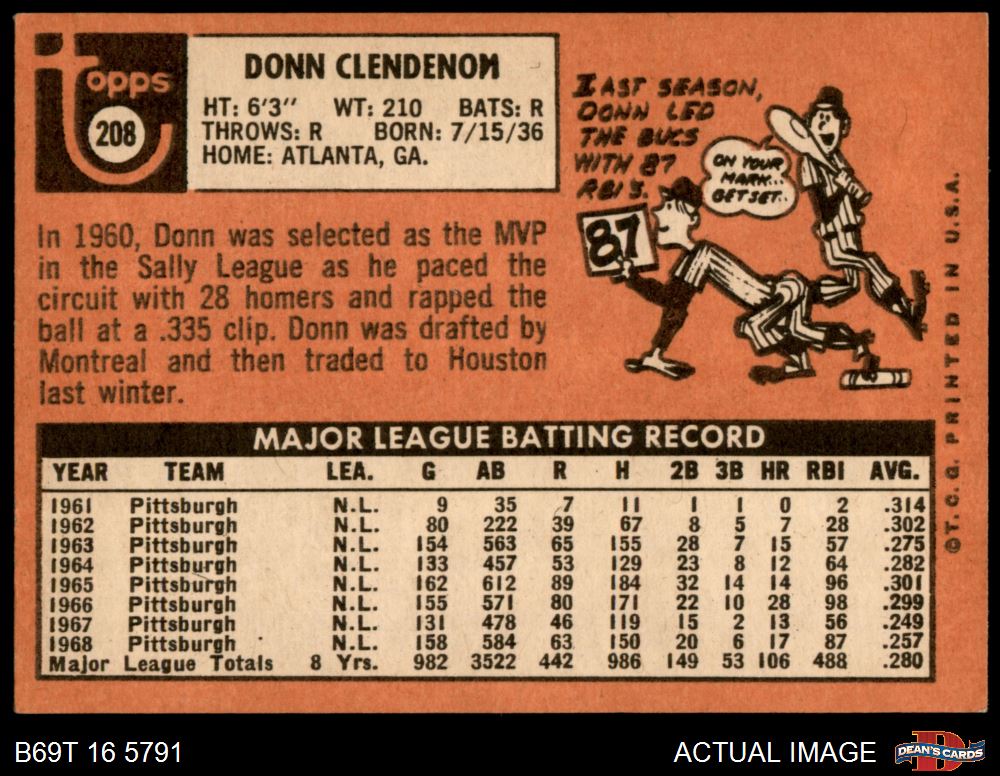 topps
208
DONN CLENDENON
HT: 6'3" WT: 210 BATS: R
THROWS: R BORN: 7/15/36
HOME: ATLANTA, GA.
LAST SEASON,
DONN LED
THE BUCS
WITH 87
RBI'S.
ON YOUR
MARK...
GET SET..
87
In 1960, Donn was selected as the MVP
in the Sally League as he paced the
circuit with 28 homers and rapped the
ball at a .335 clip. Donn was drafted by
Montreal and then traded to Houston
last winter.
MAJOR LEAGUE BATTING RECORD
YEAR TEAM LEA. G AB R H 2B 3B HR RBI AVG.
1961 Pittsburgh N.L. 9 35 7 11 1 1 0 2 .314
1962 Pittsburgh N.L. 80 222 39 67 8 5 7 28 .302
1963 Pittsburgh N.L. 154 563 65 155 28 7 15 57 .275
1964 Pittsburgh N.L. 133 457 53 129 23 8 12 64 .282
1965 Pittsburgh N.L. 162 612 89 184 32 14 14 96 .301
1966 Pittsburgh N.L. 155 571 80 171 22 10 28 98 .299
1967 Pittsburgh N.L. 131 478 46 119 15 2 13 56 .249
1968 Pittsburgh N.L. 158 584 63 150 20 6 17 87 .257
Major League Totals 8 Yrs. 982 3522 442 986 149 53 106 488 .280
©T.C.G. PRINTED IN U.S.A.
B69T 16 5791
ACTUAL IMAGE
D
DEAN'S CARDS